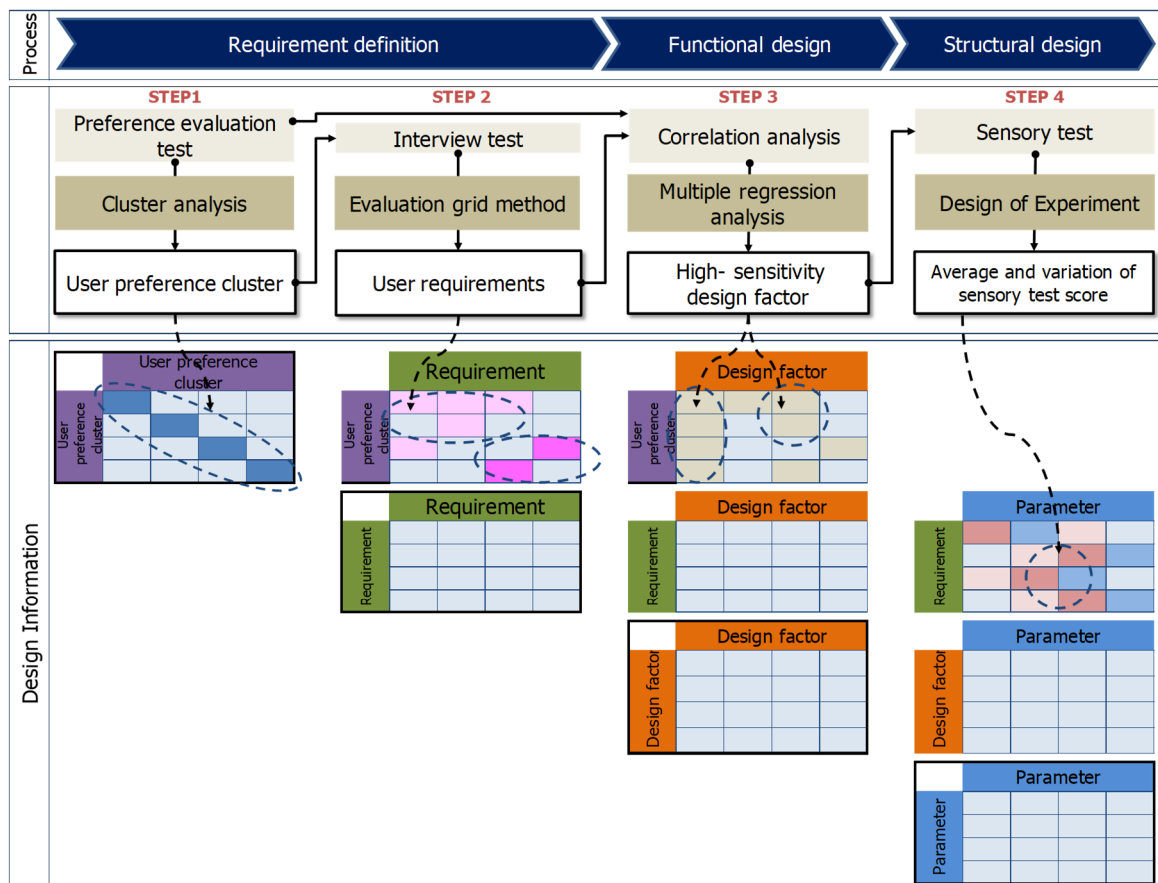 Process
Requirement definition
Functional design
Structural design
STEP1
STEP 2
STEP 3
STEP 4
Preference evaluation
test
Interview test
Correlation analysis
Sensory test
Cluster analysis
Evaluation grid method
Multiple regression
analysis
Design of Experiment
User preference cluster
User requirements
High- sensitivity
design factor
Average and variation of
sensory test score
Design Information
User preference
cluster
User
preference
cluster
Requirement
User
preference
cluster
Design factor
User
preference
cluster
Requirement
Requirement
Design factor
Requirement
Parameter
Requirement
Design factor
Design factor
Parameter
Design factor
Parameter
Parameter